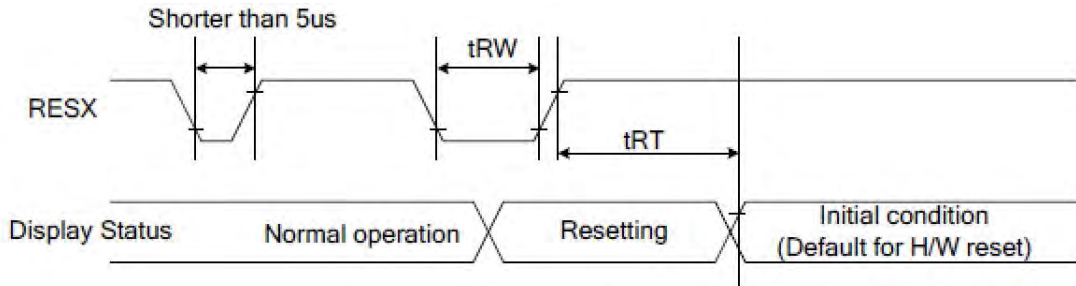 Shorter than 5us
tRW
RESX
tRT
Display Status
Normal operation
Resetting
Initial condition
(Default for H/W reset)